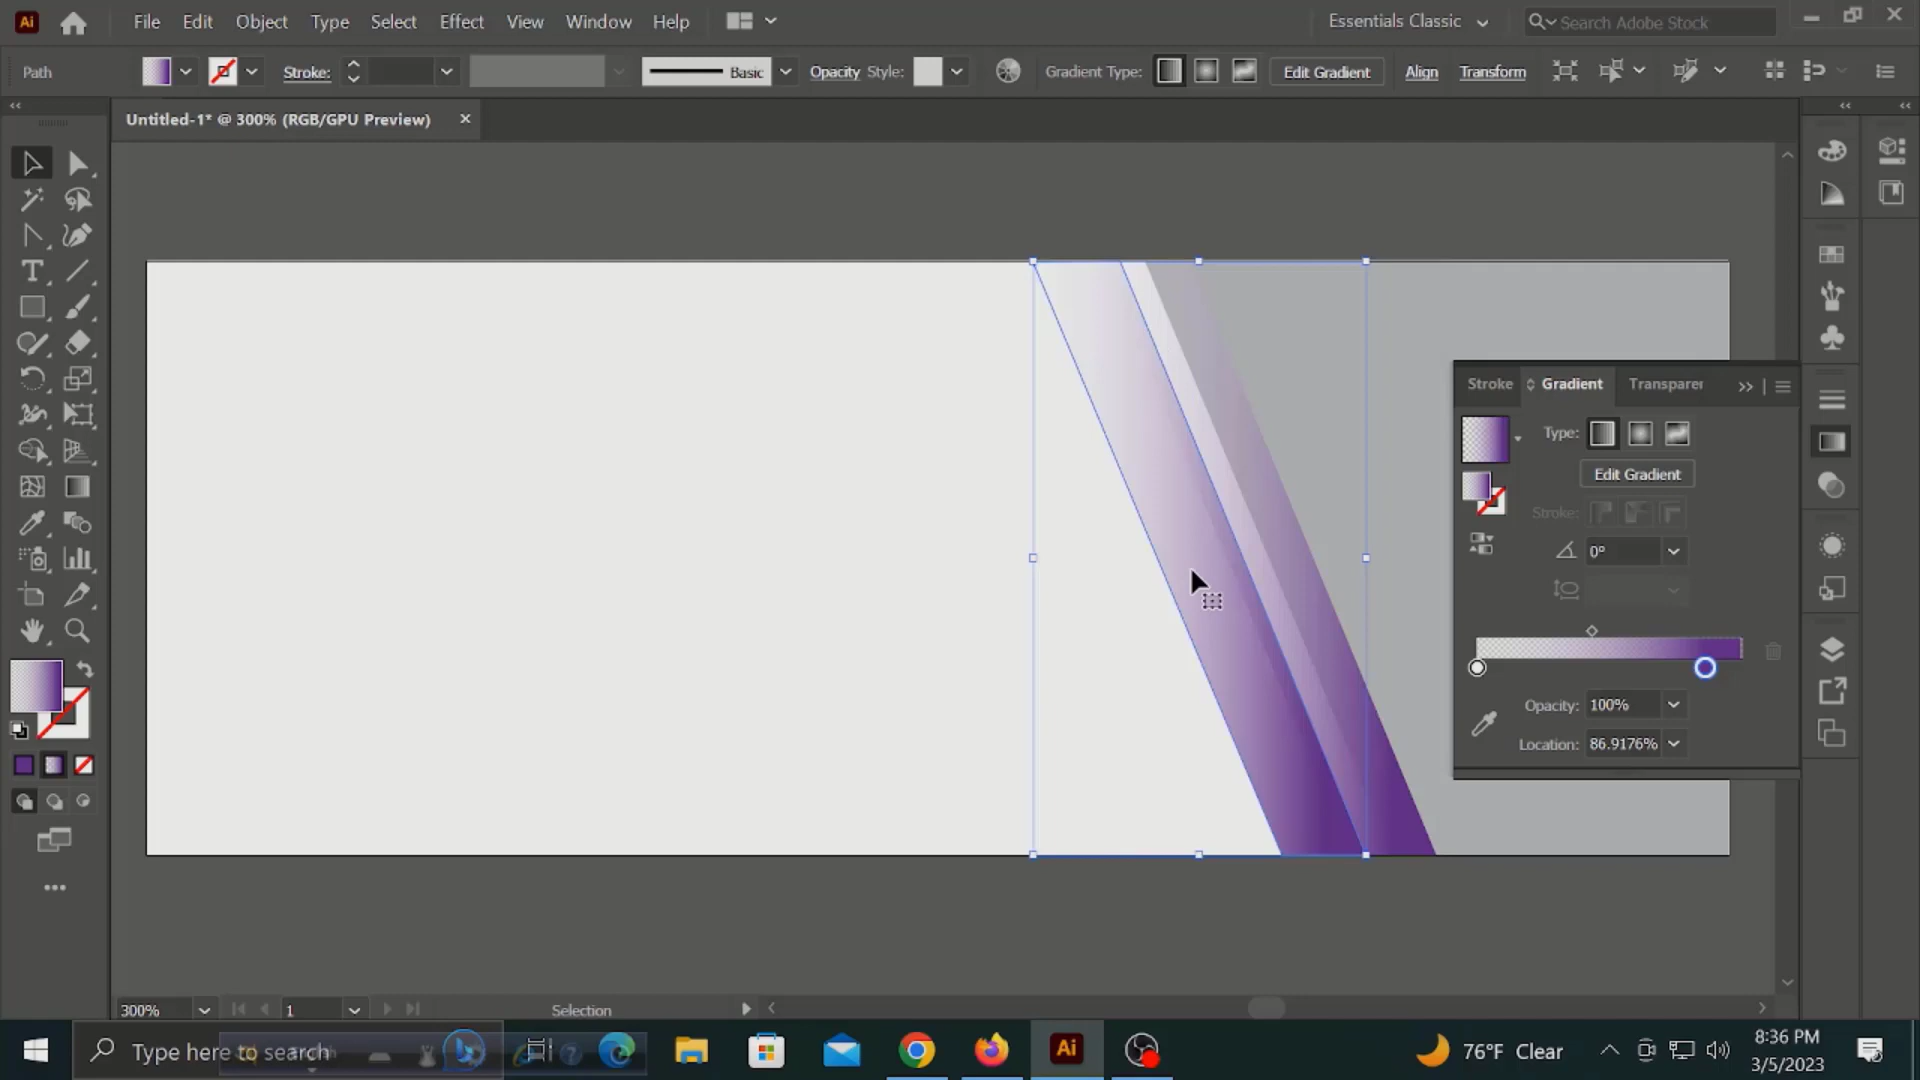 Ai File Edit Object Type Select Effect View Window Help Essentials Classic Search Adobe Stock
Path Stroke: Basic Opacity Style: Gradient Type: Edit Gradient Align Transform
Untitled-1* @ 300% (RGB/GPU Preview)
Stroke Gradient Transparer
Type:
Edit Gradient
Stroke:
0°
Opacity: 100%
Location: 86.9176%
300% 1 Selection
Type here to search
Ai
76°F Clear
8:36 PM
3/5/2023